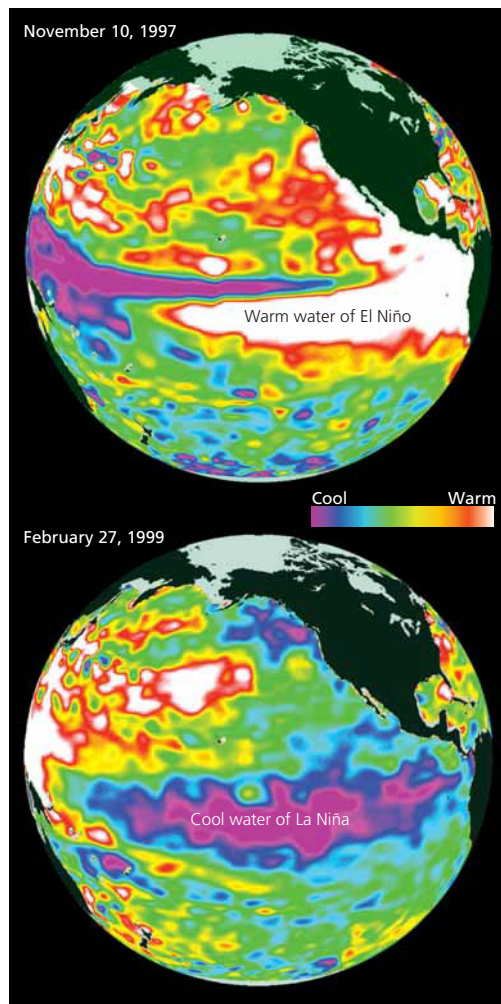 November 10, 1997
Warm water of El Niño
Cool Warm
February 27, 1999
Cool water of La Niña